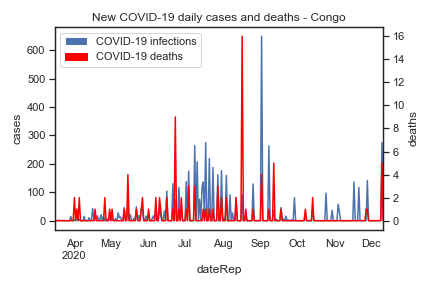 New COVID-19 daily cases and deaths - Congo
COVID-19 infections
COVID-19 deaths
cases
600
500
400
300
200
100
0
deaths
16
14
12
10
8
6
4
2
0
Apr May Jun Jul Aug Sep Oct Nov Dec
2020
dateRep